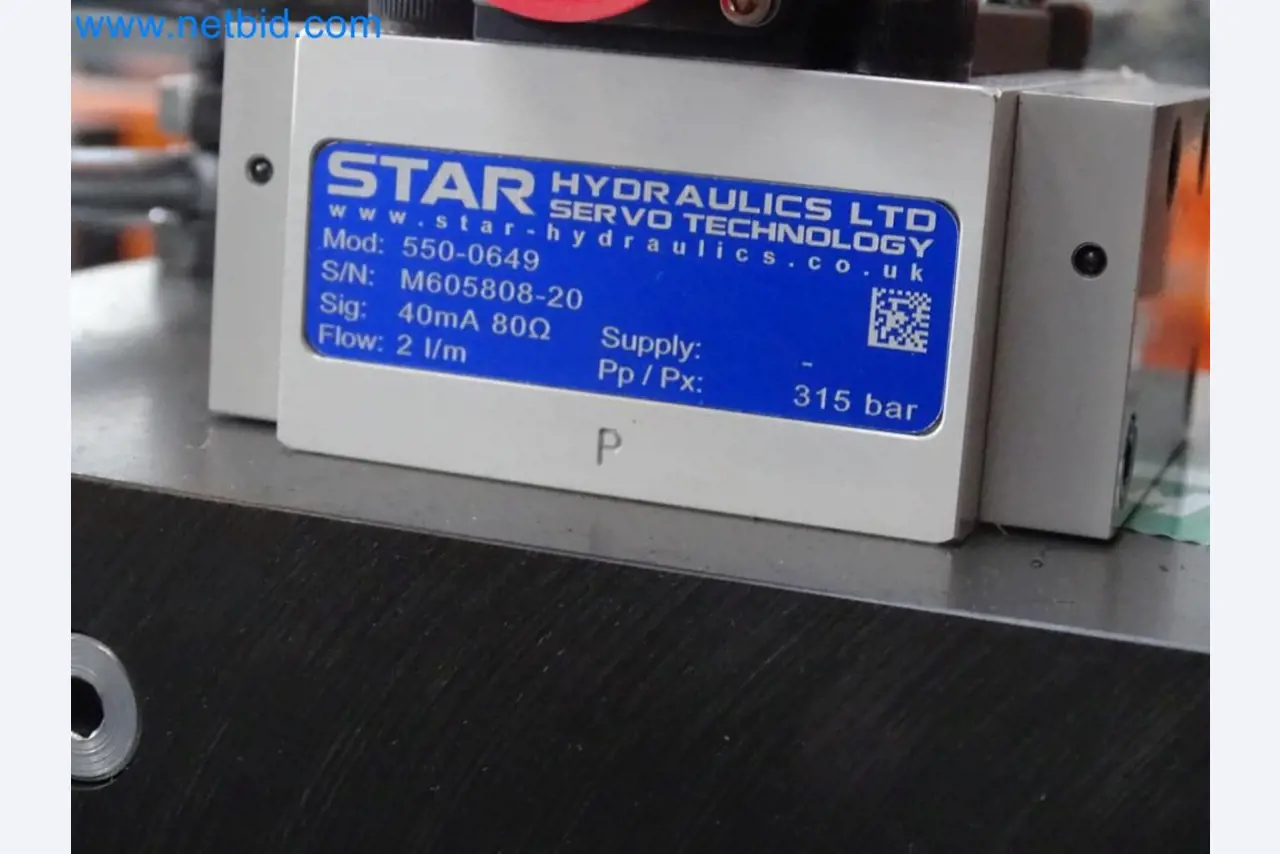 www.netbid.com
STAR HYDRAULICS LTD
SERVO TECHNOLOGY
www.star-hydraulics.co.uk
Mod: 550-0649
S/N: M605808-20
Sig: 40mA 80Ω
Flow: 2 l/m
Supply: -
Pp / Px: 315 bar
P